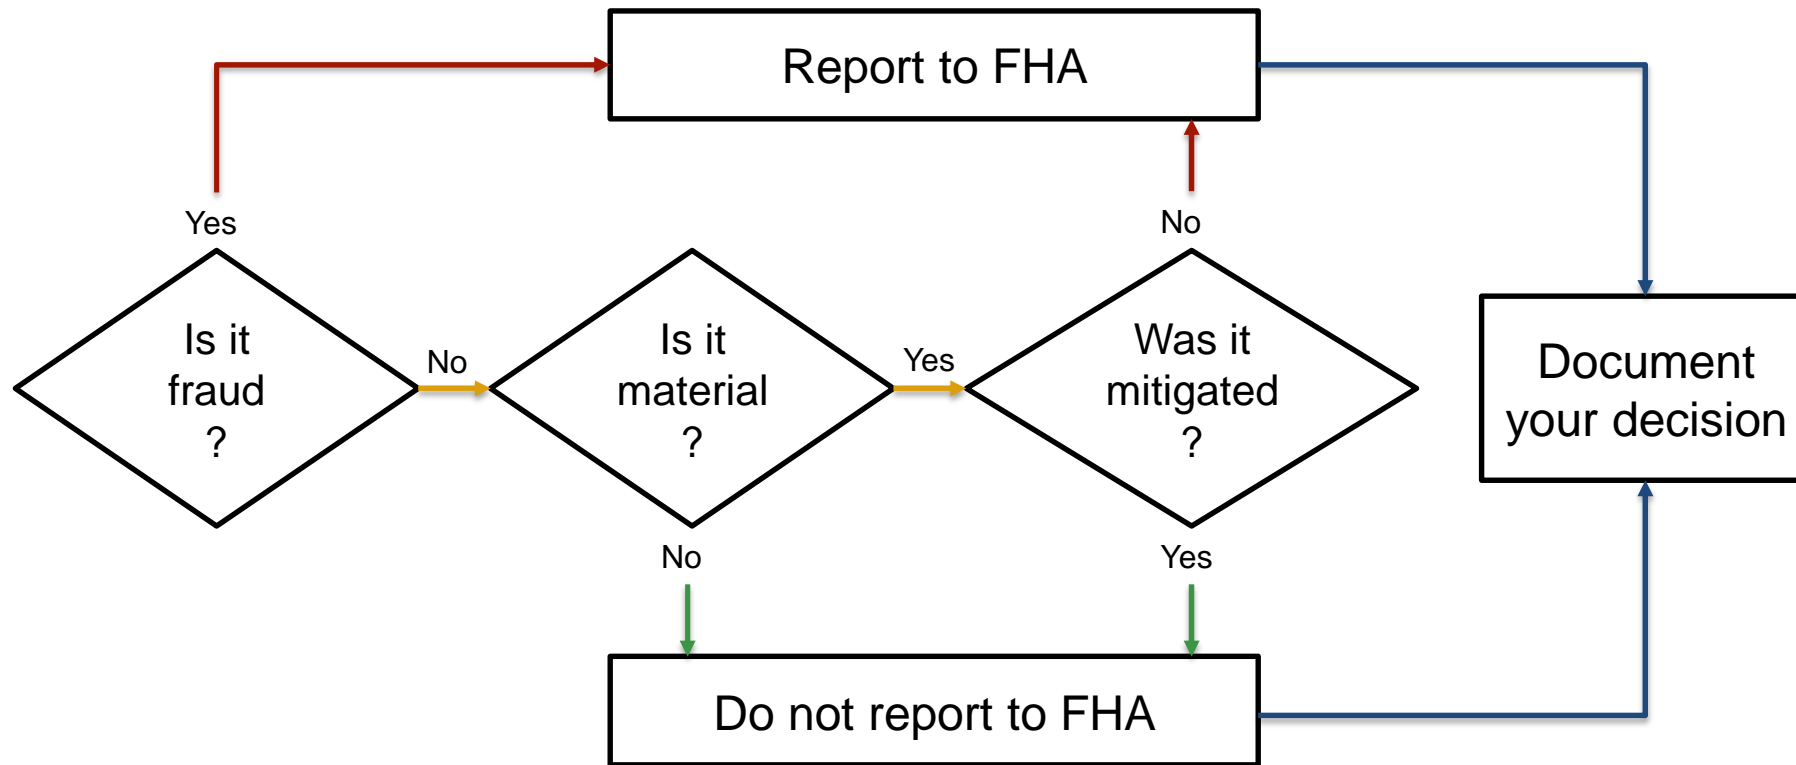 Report to FHA
Yes
No
Is it
fraud
?
No
Is it
material
?
Yes
Was it
mitigated
?
Document
your decision
No
Yes
Do not report to FHA